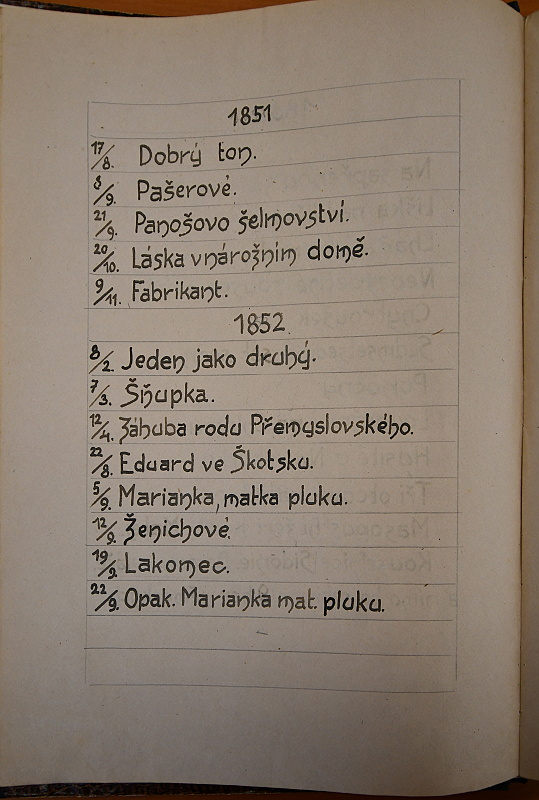 1851
17/8. Dobrý ton.
8/9. Pašerové.
21/9. Panošovo šelmovství.
20/10. Láska v nárožním domě.
9/11. Fabrikant.
1852
8/2. Jeden jako druhý.
7/3. Šňupka.
12/4. Záhuba rodu Přemyslovského.
22/8. Eduard ve Škotsku.
5/9. Marianka, matka pluku.
12/9. Ženichové.
19/9. Lakomec.
22/9. Opak. Marianka mat. pluku.